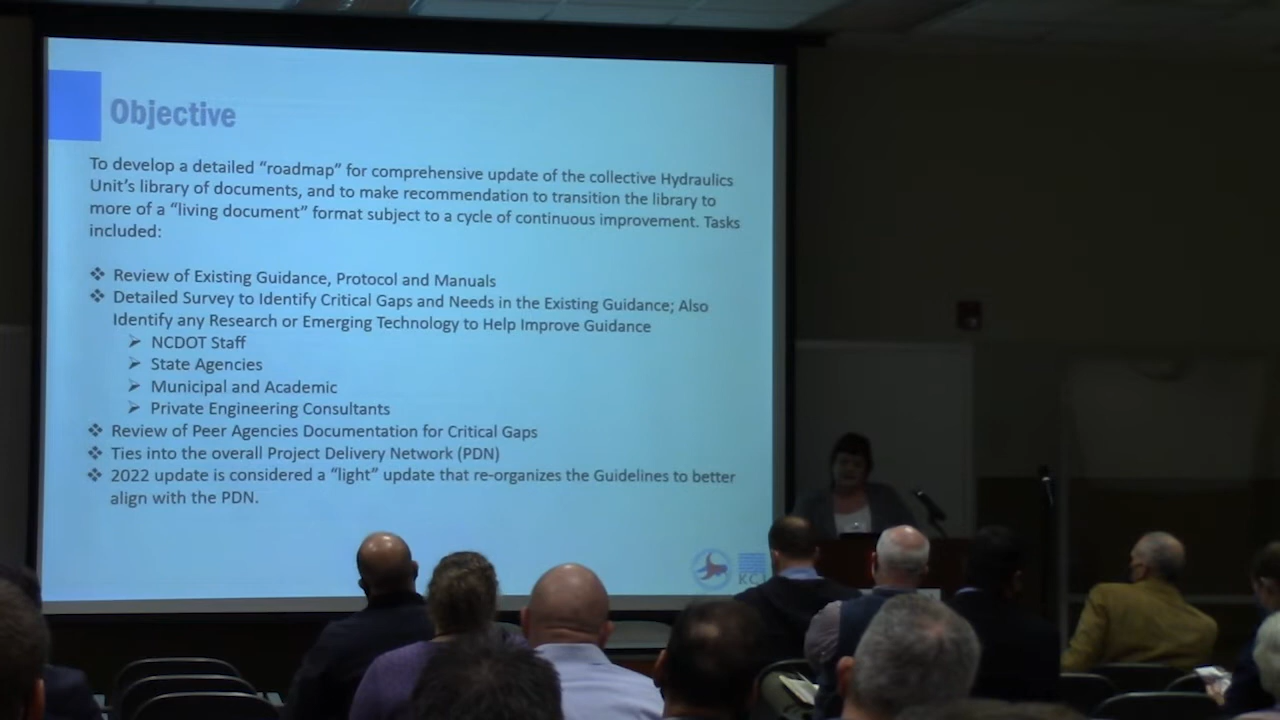 Objective
To develop a detailed “roadmap” for comprehensive update of the collective Hydraulics
Unit’s library of documents, and to make recommendation to transition the library to
more of a “living document” format subject to a cycle of continuous improvement. Tasks
included:
Review of Existing Guidance, Protocol and Manuals
Detailed Survey to Identify Critical Gaps and Needs in the Existing Guidance; Also
Identify any Research or Emerging Technology to Help Improve Guidance
NCDOT Staff
State Agencies
Municipal and Academic
Private Engineering Consultants
Review of Peer Agencies Documentation for Critical Gaps
Ties into the overall Project Delivery Network (PDN)
2022 update is considered a “light” update that re-organizes the Guidelines to better
align with the PDN.